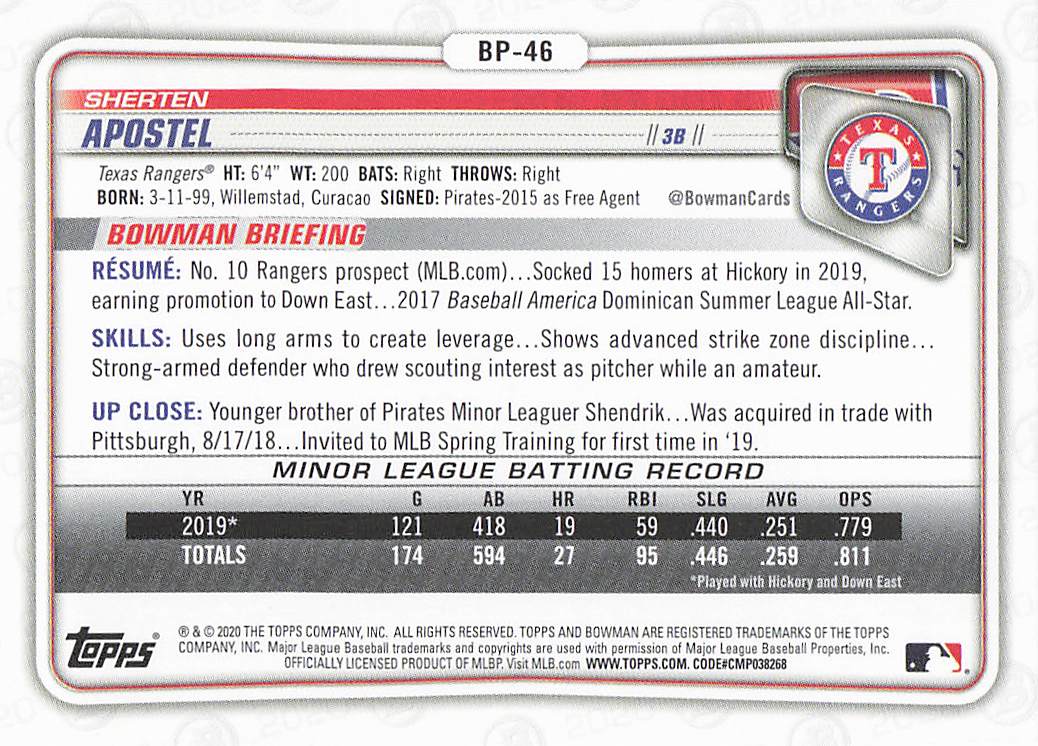 BP-46
SHERTEN
APOSTEL // 3B //
TEXAS
T
RANGERS
Texas Rangers® HT: 6'4" WT: 200 BATS: Right THROWS: Right
BORN: 3-11-99, Willemstad, Curacao SIGNED: Pirates-2015 as Free Agent @BowmanCards
BOWMAN BRIEFING
RÉSUMÉ: No. 10 Rangers prospect (MLB.com)...Socked 15 homers at Hickory in 2019,
earning promotion to Down East...2017 Baseball America Dominican Summer League All-Star.
SKILLS: Uses long arms to create leverage...Shows advanced strike zone discipline...
Strong-armed defender who drew scouting interest as pitcher while an amateur.
UP CLOSE: Younger brother of Pirates Minor Leaguer Shendrik...Was acquired in trade with
Pittsburgh, 8/17/18...Invited to MLB Spring Training for first time in '19.
MINOR LEAGUE BATTING RECORD
YR G AB HR RBI SLG AVG OPS
2019* 121 418 19 59 .440 .251 .779
TOTALS 174 594 27 95 .446 .259 .811
*Played with Hickory and Down East
Topps®
® & © 2020 THE TOPPS COMPANY, INC. ALL RIGHTS RESERVED. TOPPS AND BOWMAN ARE REGISTERED TRADEMARKS OF THE TOPPS
COMPANY, INC. Major League Baseball trademarks and copyrights are used with permission of Major League Baseball Properties, Inc.
OFFICIALLY LICENSED PRODUCT OF MLBP. Visit MLB.com WWW.TOPPS.COM. CODE#CMP038268